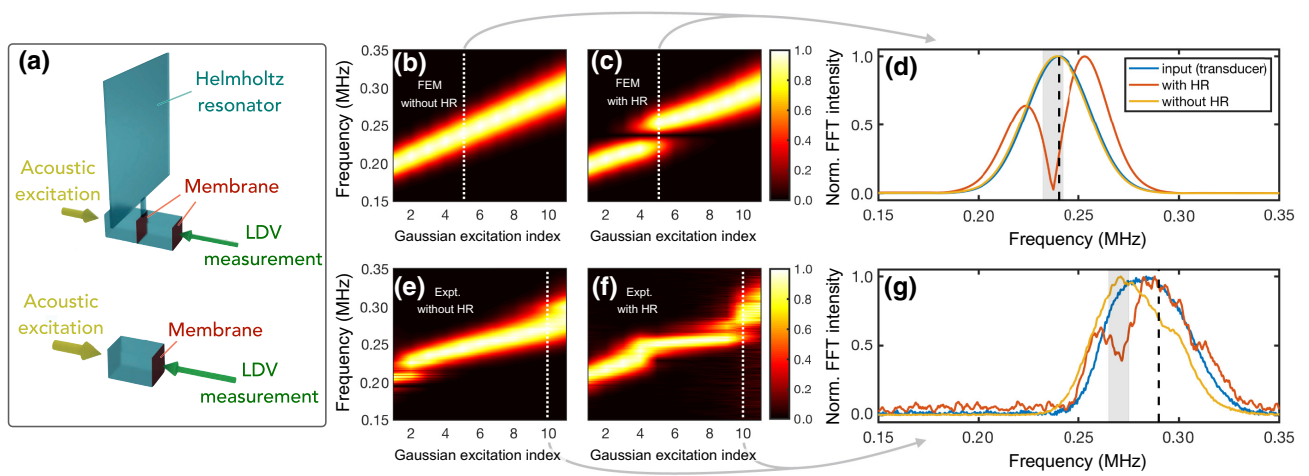 (a)
Helmholtz
resonator
Acoustic
excitation
Membrane
LDV
measurement
Acoustic
excitation
Membrane
LDV
measurement
(b)
FEM
without HR
Frequency (MHz)
0.35
0.30
0.25
0.20
0.15
2 4 6 8 10
Gaussian excitation index
(c)
FEM
with HR
2 4 6 8 10
Gaussian excitation index
1.0
0.8
0.6
0.4
0.2
0.0
(d)
Norm. FFT intensity
1.0
0.5
0.0
input (transducer)
with HR
without HR
0.15 0.20 0.25 0.30 0.35
Frequency (MHz)
(e)
Expt.
without HR
Frequency (MHz)
0.35
0.30
0.25
0.20
0.15
2 4 6 8 10
Gaussian excitation index
(f)
Expt.
with HR
2 4 6 8 10
Gaussian excitation index
1.0
0.8
0.6
0.4
0.2
0.0
(g)
Norm. FFT intensity
1.0
0.5
0.0
0.15 0.20 0.25 0.30 0.35
Frequency (MHz)